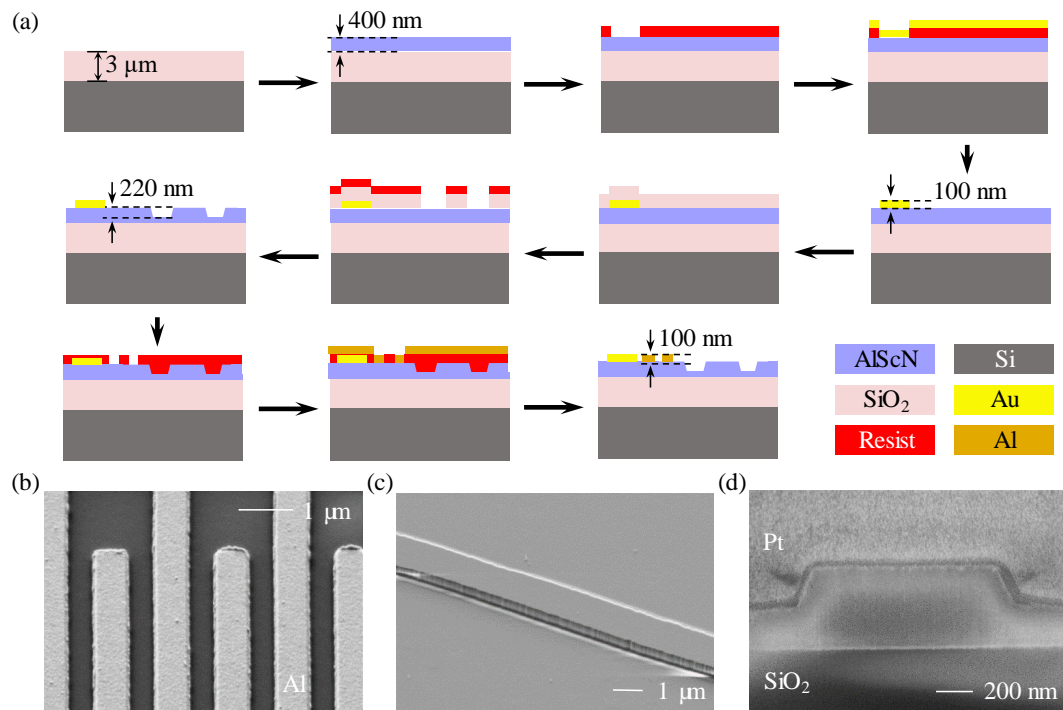 (a)
3 μm
400 nm
220 nm
100 nm
100 nm
AlScN
Si
SiO2
Au
Resist
Al
(b)
1 μm
Al
(c)
1 μm
(d)
Pt
SiO2
200 nm